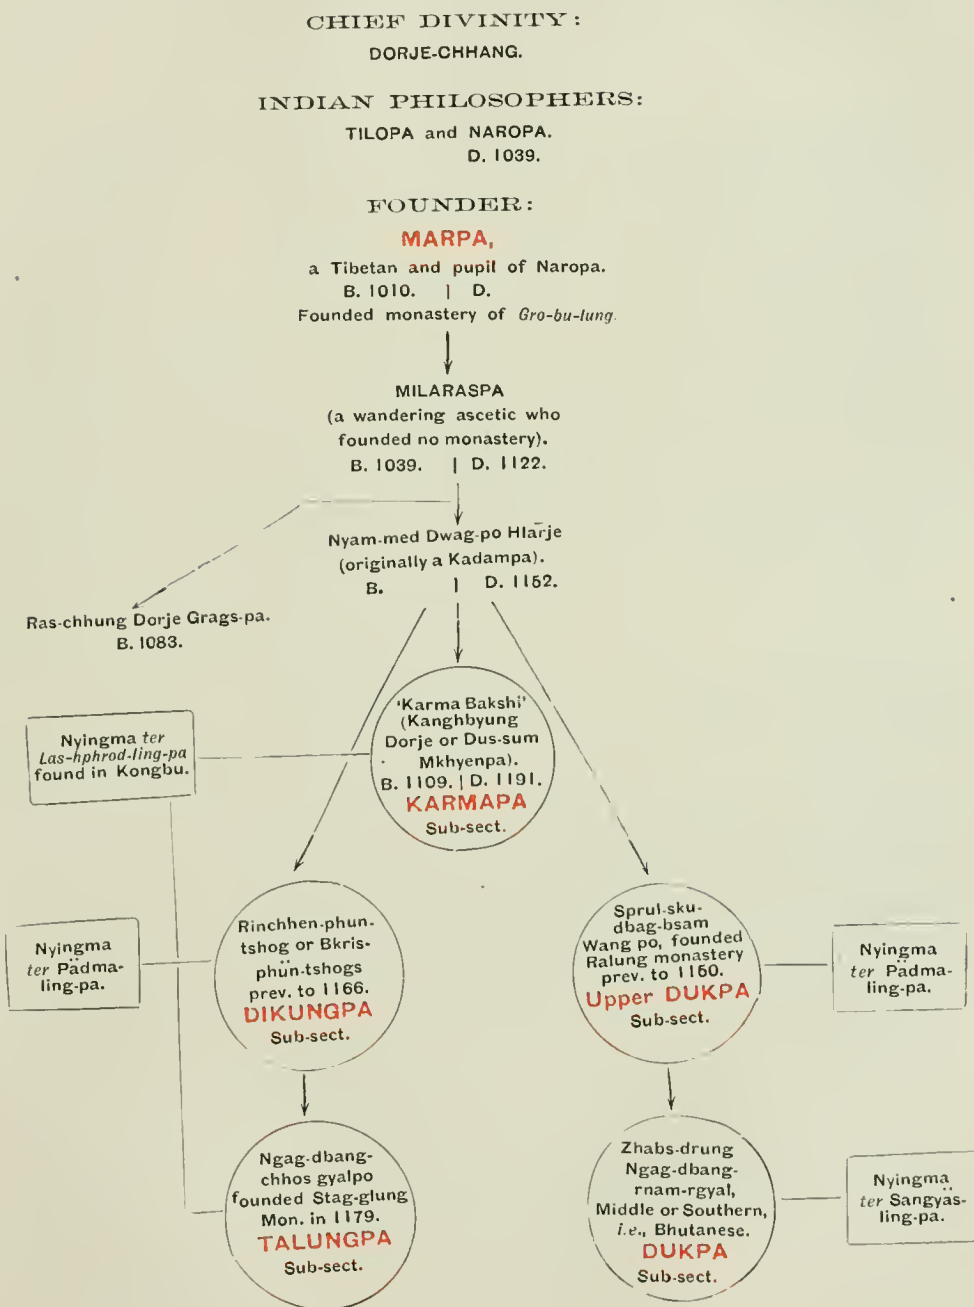 CHIEF DIVINITY:
DORJE-CHHANG.
INDIAN PHILOSOPHERS:
TILOPA and NAROPA.
D. 1039.
FOUNDER:
MARPA,
a Tibetan and pupil of Naropa.
B. 1010. | D.
Founded monastery of Gro-bu-lung.
MILARASPA
(a wandering ascetic who
founded no monastery).
B. 1039. | D. 1122.
Nyam-med Dwag-po Hlārje
(originally a Kadampa).
B. | D. 1152.
Ras-chhung Dorje Grags-pa.
B. 1083.
'Karma Bakshi'
(Kanghbyung
Dorje or Dus-sum
Mkhyenpa).
B. 1109. | D. 1191.
KARMAPA
Sub-sect.
Nyingma ter
Las-hphrod-ling-pa
found in Kongbu.
Nyingma
ter Pädma-
ling-pa.
Rinchhen-phun-
tshog or Bkris-
phün-tshogs
prev. to 1166.
DIKUNGPA
Sub-sect.
Sprul-sku-
dbag-bsam
Wang po, founded
Ralung monastery
prev. to 1160.
Upper DUKPA
Sub-sect.
Nyingma
ter Pädma-
ling-pa.
Ngag-dbang-
chhos gyalpo
founded Stag-glung
Mon. in 1179.
TALUNGPA
Sub-sect.
Zhabs-drung
Ngag-dbang-
rnam-rgyal,
Middle or Southern,
i.e., Bhutanese.
DUKPA
Sub-sect.
Nyingma
ter Sangyäs-
ling-pa.